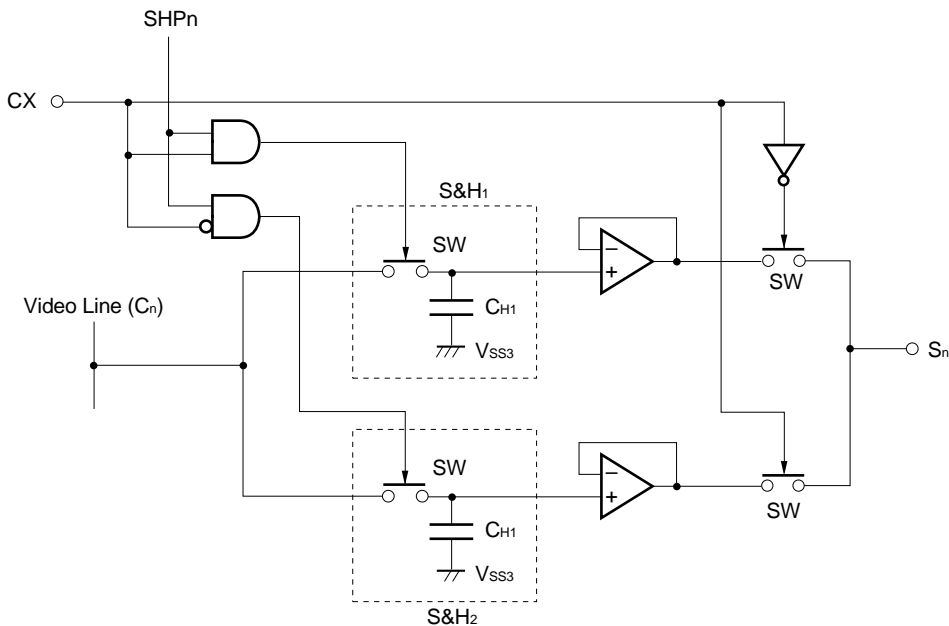 SHPn
CX
S&H1
SW
−
+
SW
CH1
Video Line (Cn)
VSS3
Sn
SW
−
+
SW
CH1
VSS3
S&H2